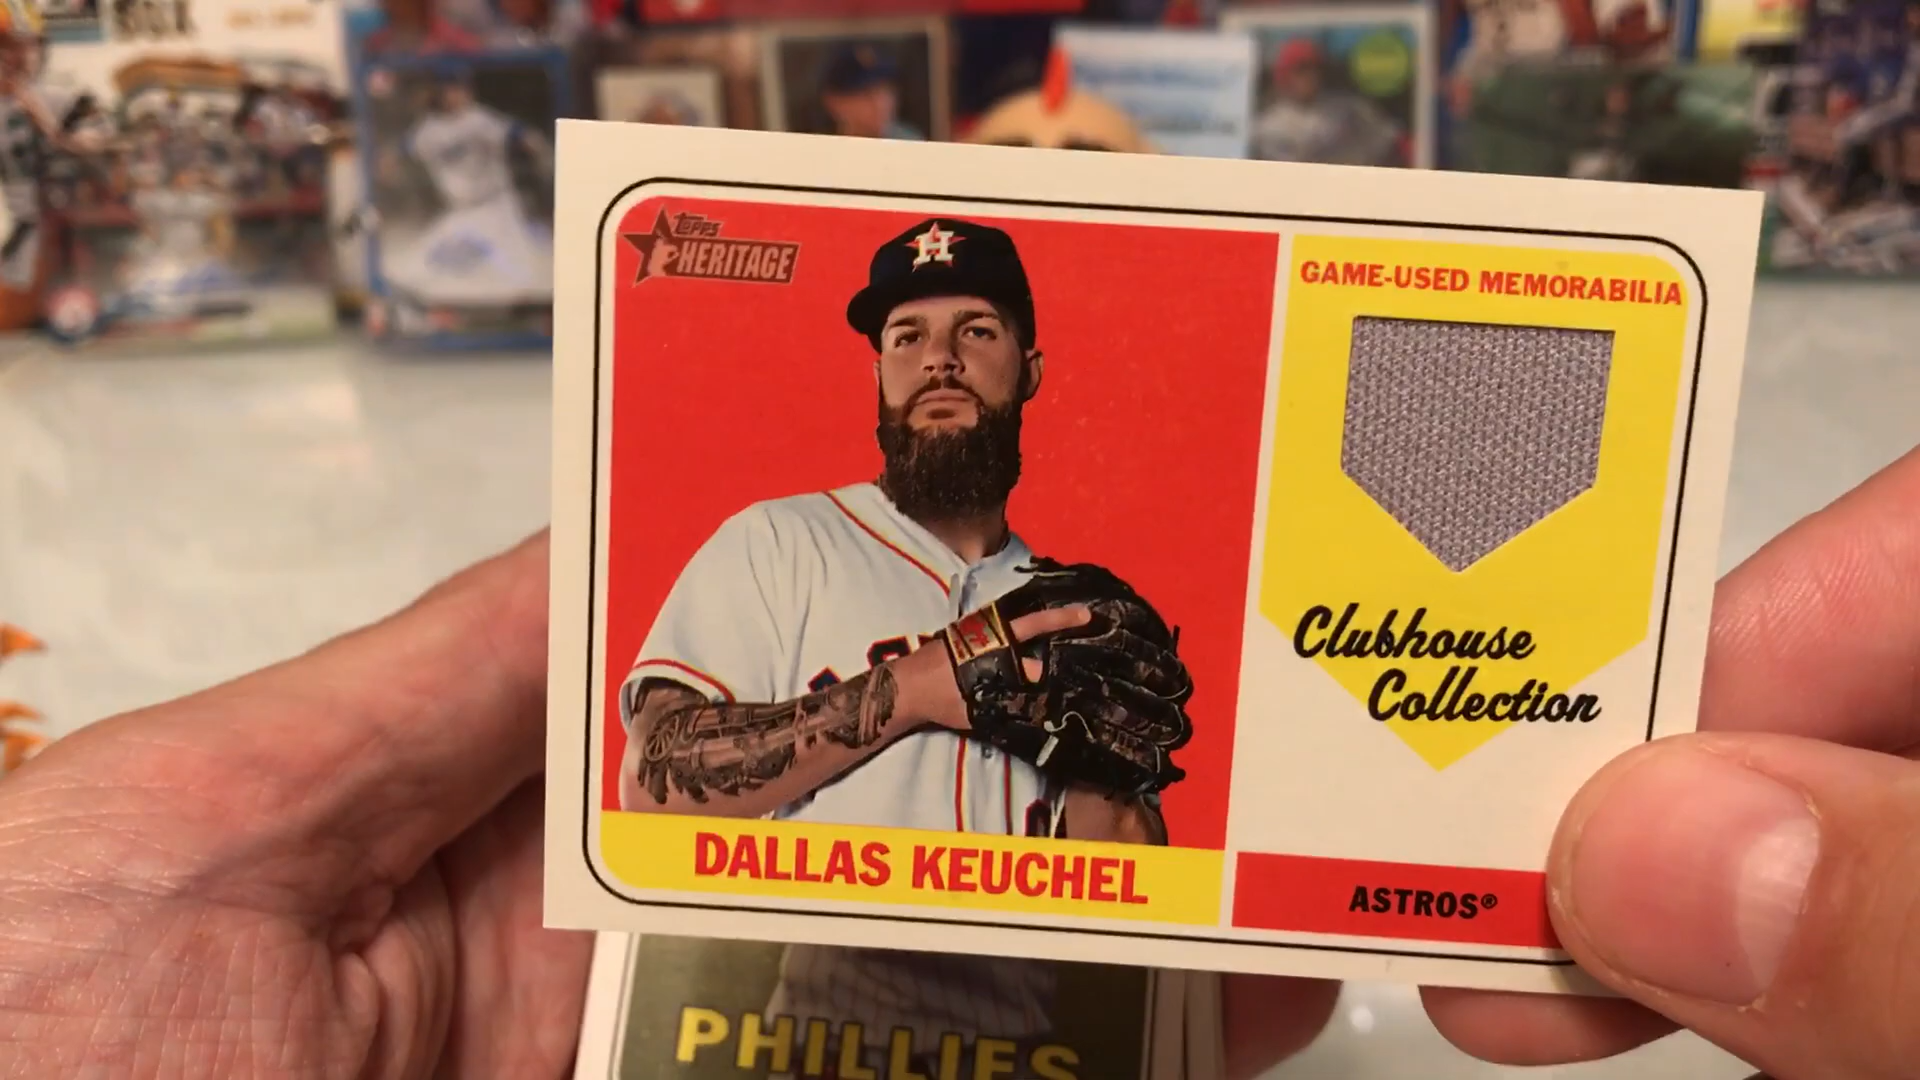 TOPPS
HERITAGE
GAME-USED MEMORABILIA
H
Clubhouse
Collection
DALLAS KEUCHEL
ASTROS®
PHILLIES